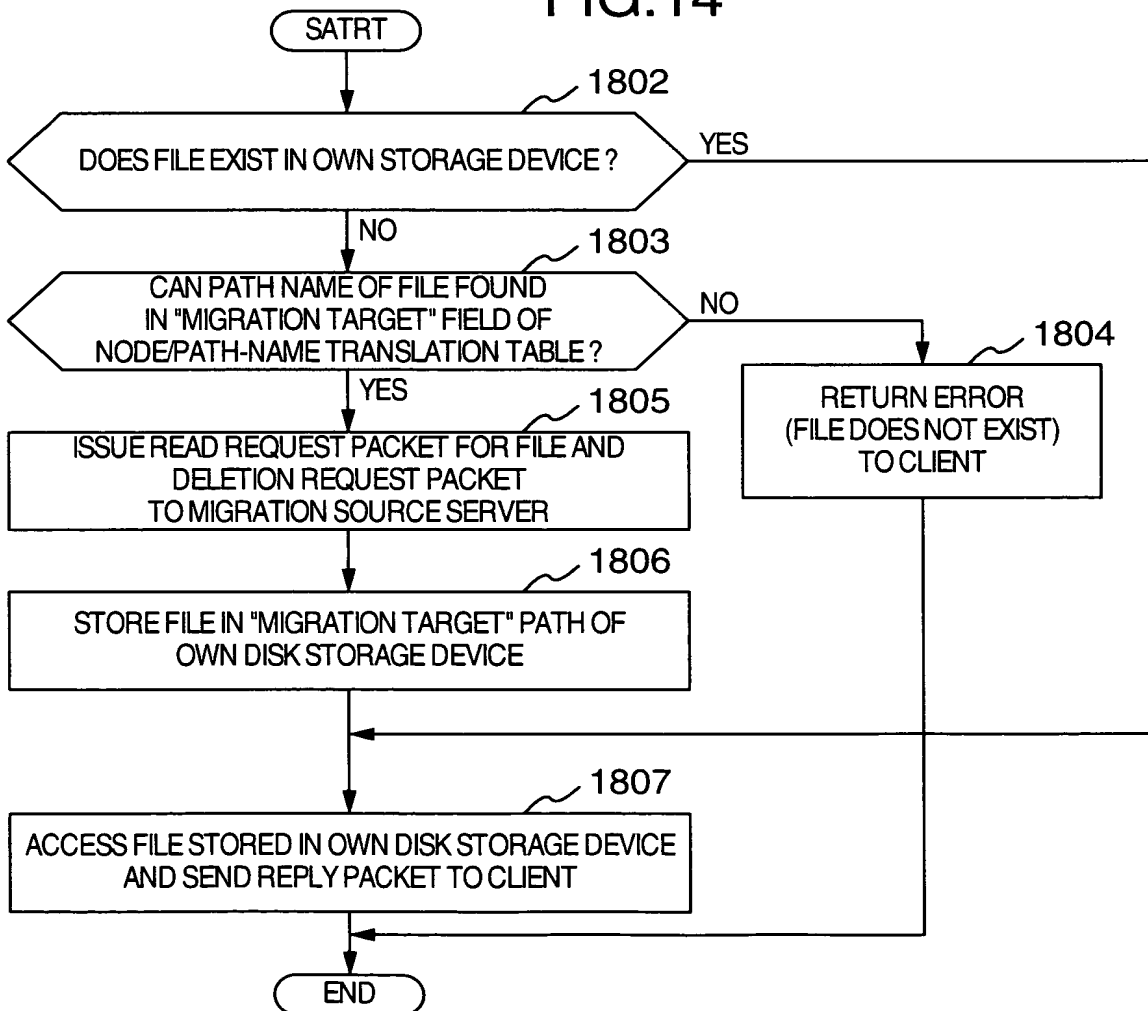 FIG.14
SATRT
1802
DOES FILE EXIST IN OWN STORAGE DEVICE ?
YES
NO
1803
CAN PATH NAME OF FILE FOUND
IN "MIGRATION TARGET" FIELD OF
NODE/PATH-NAME TRANSLATION TABLE ?
NO
YES
1804
RETURN ERROR
(FILE DOES NOT EXIST)
TO CLIENT
1805
ISSUE READ REQUEST PACKET FOR FILE AND
DELETION REQUEST PACKET
TO MIGRATION SOURCE SERVER
1806
STORE FILE IN "MIGRATION TARGET" PATH OF
OWN DISK STORAGE DEVICE
1807
ACCESS FILE STORED IN OWN DISK STORAGE DEVICE
AND SEND REPLY PACKET TO CLIENT
END